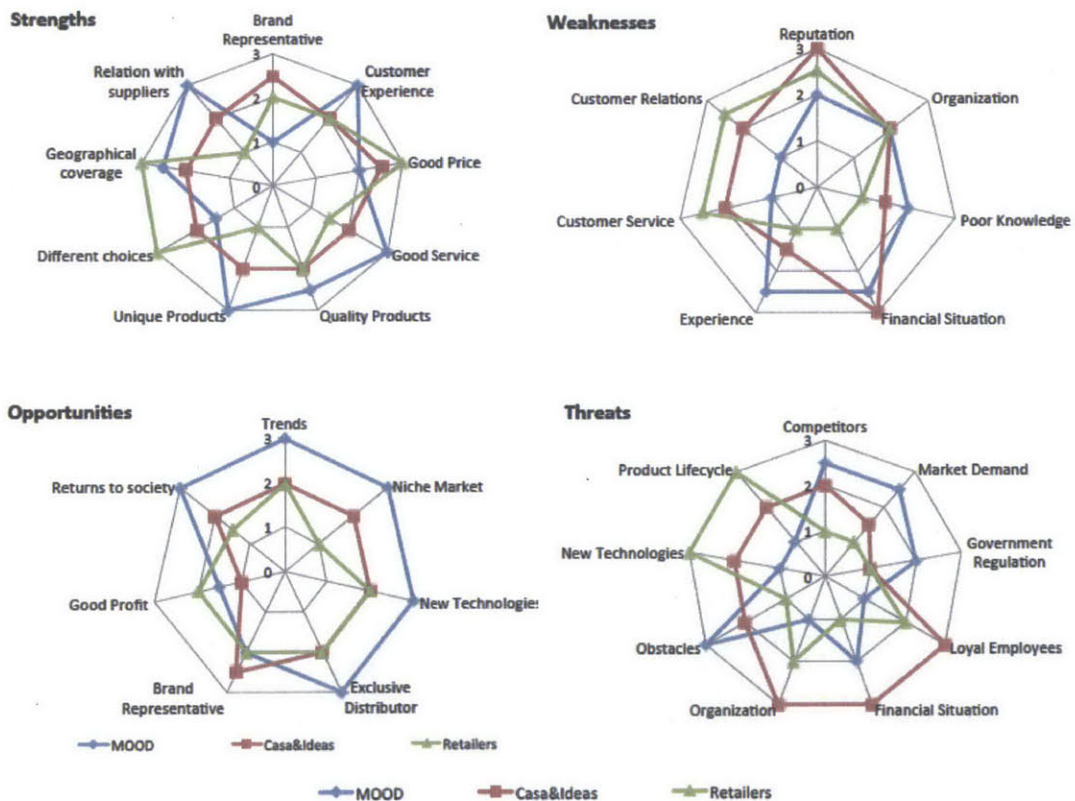 Strengths
Brand
Representative
3
2
1
0
Customer
Experience
Good Price
Good Service
Quality Products
Unique Products
Different choices
Geographical
coverage
Relation with
suppliers
Weaknesses
Reputation
3
2
1
0
Organization
Poor Knowledge
Financial Situation
Experience
Customer Service
Customer Relations
Opportunities
Trends
3
2
1
0
Niche Market
New Technologies
Exclusive
Distributor
Brand
Representative
Good Profit
Returns to society
MOOD Casa&Ideas Retailers
Threats
Competitors
3
2
1
0
Market Demand
Government
Regulation
Loyal Employees
Financial Situation
Organization
Obstacles
New Technologies
Product Lifecycle
MOOD Casa&Ideas Retailers